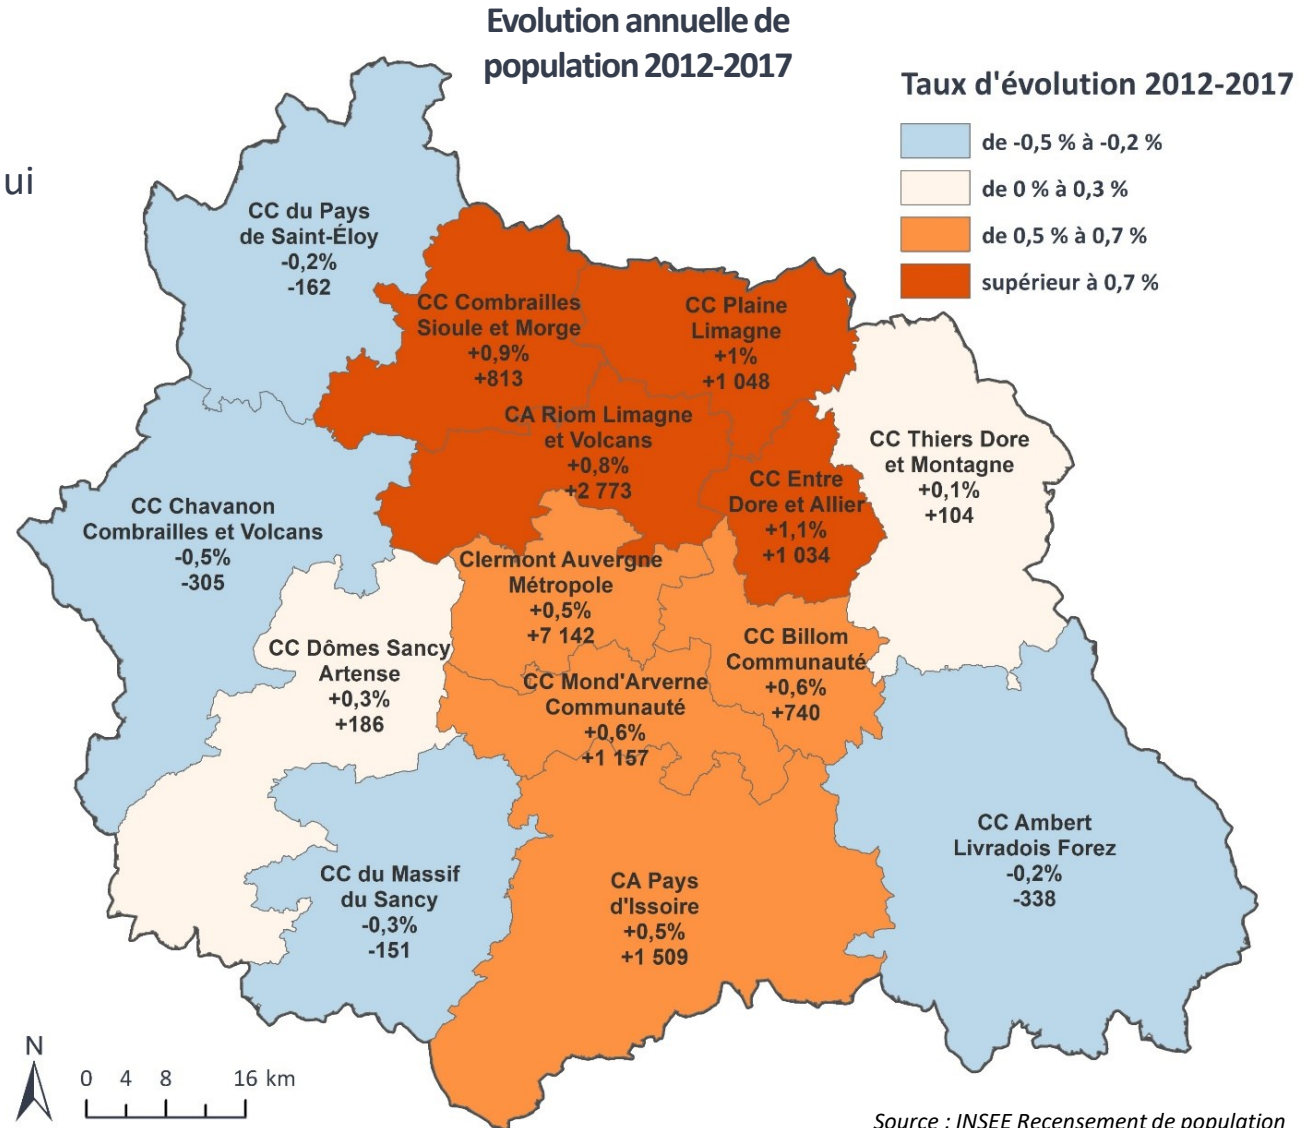 Evolution annuelle de
population 2012-2017
Taux d'évolution 2012-2017
de -0,5 % à -0,2 %
de 0 % à 0,3 %
de 0,5 % à 0,7 %
supérieur à 0,7 %
ui
CC du Pays
de Saint-Éloy
-0,2%
-162
CC Combrailles
Sioule et Morge
+0,9%
+813
CC Plaine
Limagne
+1%
+1 048
CA Riom Limagne
et Volcans
+0,8%
+2 773
CC Entre
Dore et Allier
+1,1%
+1 034
CC Thiers Dore
et Montagne
+0,1%
+104
CC Chavanon
Combrailles et Volcans
-0,5%
-305
Clermont Auvergne
Métropole
+0,5%
+7 142
CC Dômes Sancy
Artense
+0,3%
+186
CC Billom
Communauté
+0,6%
+740
CC Mond'Arverne
Communauté
+0,6%
+1 157
CC du Massif
du Sancy
-0,3%
-151
CA Pays
d'Issoire
+0,5%
+1 509
CC Ambert
Livradois Forez
-0,2%
-338
N
0 4 8 16 km
Source : INSEE Recensement de population